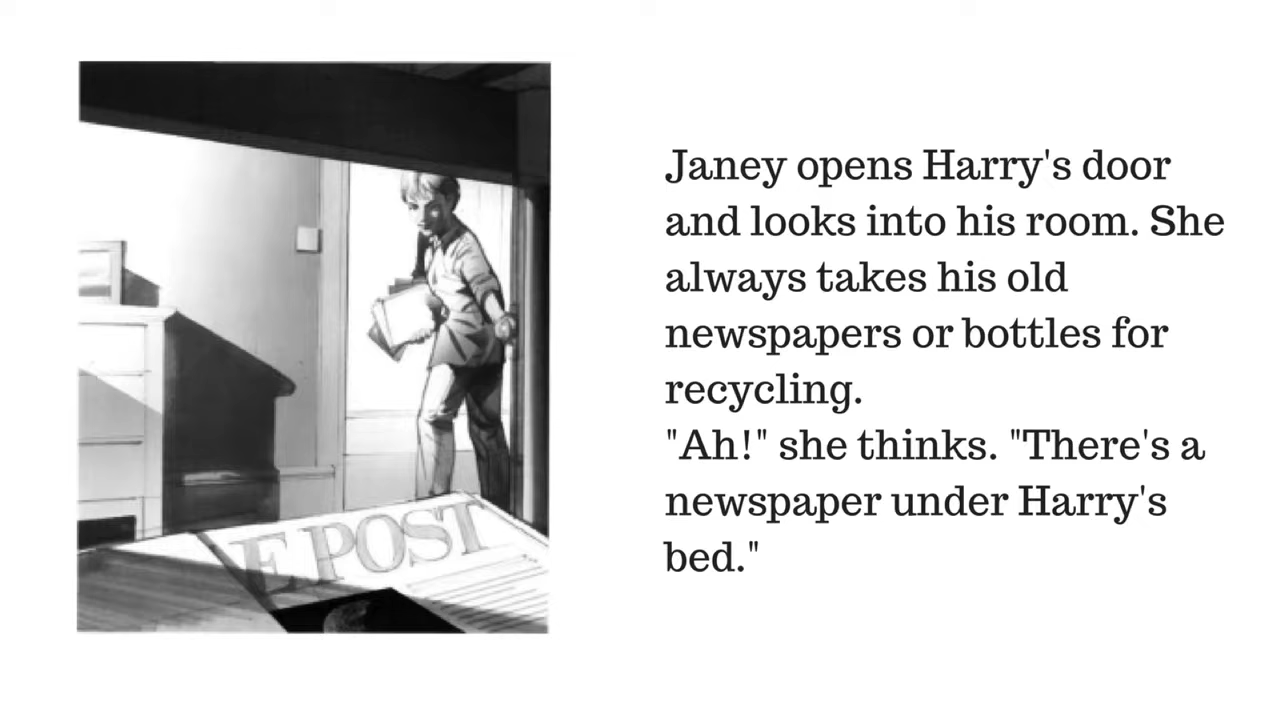 Janey opens Harry's door
and looks into his room. She
always takes his old
newspapers or bottles for
recycling.
"Ah!" she thinks. "There's a
newspaper under Harry's
bed."
E POST